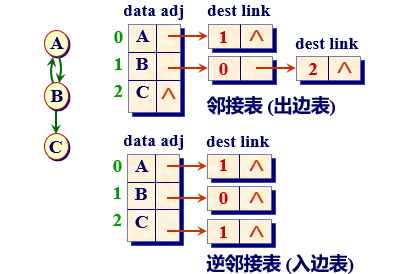 data adj
dest link
dest link
A
B
C
0 A 1 ∧
1 B 0 2 ∧
2 C ∧
邻接表 (出边表)
data adj
dest link
0 A 1 ∧
1 B 0 ∧
2 C 1 ∧
逆邻接表 (入边表)